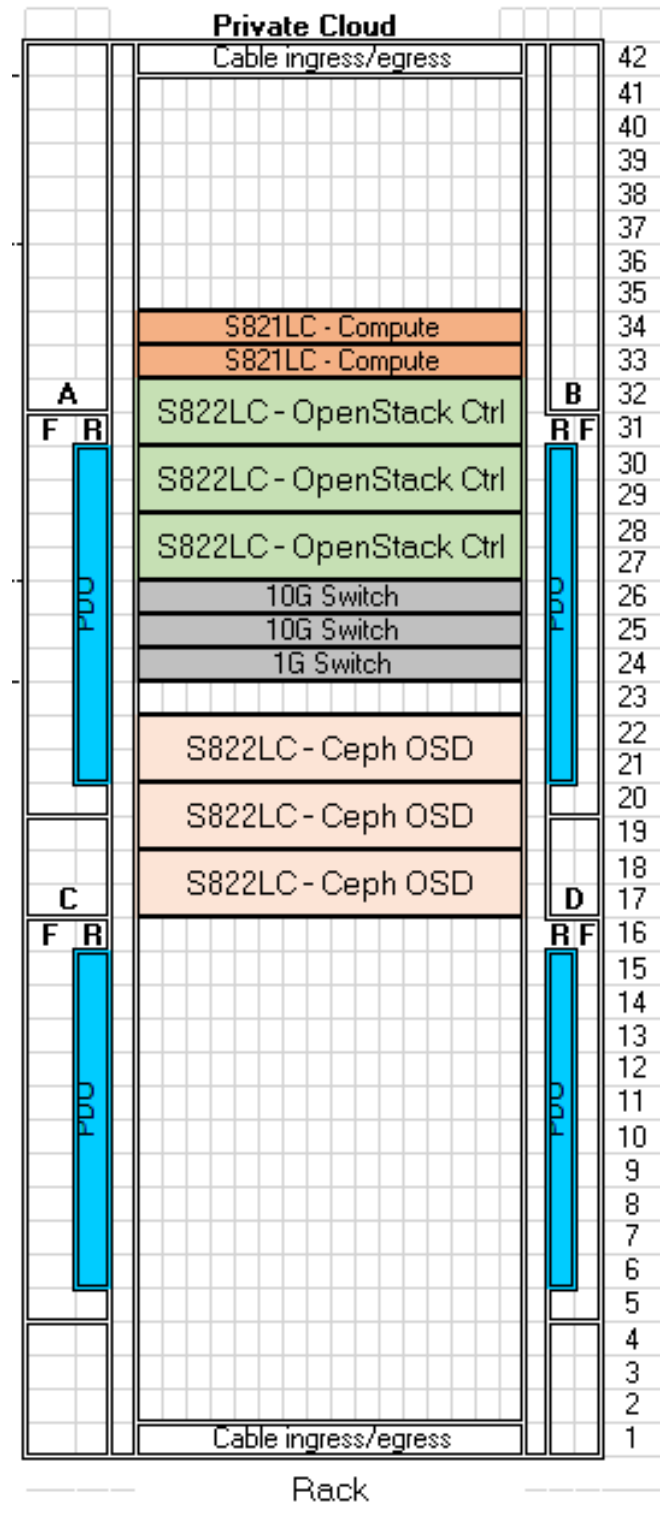 Private Cloud
Cable ingress/egress 42
41
40
39
38
37
36
35
S821LC - Compute 34
S821LC - Compute 33
A B 32
S822LC - OpenStack Ctrl
F R R F 31
30
S822LC - OpenStack Ctrl
29
28
S822LC - OpenStack Ctrl
27
PDU 10G Switch PDU 26
10G Switch 25
1G Switch 24
23
22
S822LC - Ceph OSD
21
20
S822LC - Ceph OSD
19
18
S822LC - Ceph OSD
C D 17
F R R F 16
15
14
13
12
PDU PDU 11
10
9
8
7
6
5
4
3
2
Cable ingress/egress 1
Rack